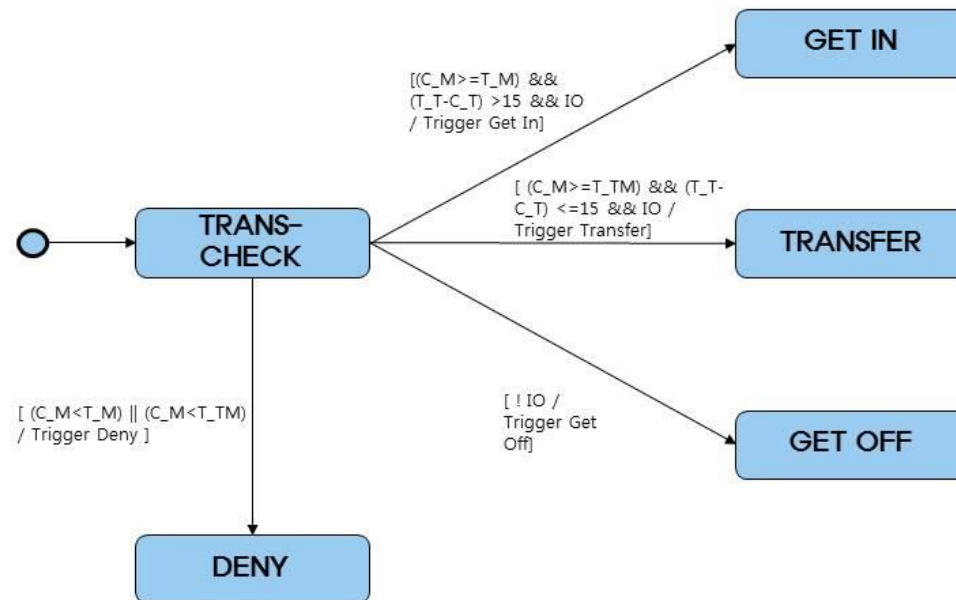 GET IN
[(C_M>=T_M) &&
(T_T-C_T) >15 && IO
/ Trigger Get In]
[ (C_M>=T_TM) && (T_T-
C_T) <=15 && IO /
Trigger Transfer]
TRANS-
CHECK
TRANSFER
[ (C_M<T_M) || (C_M<T_TM)
/ Trigger Deny ]
[ ! IO /
Trigger Get
Off]
GET OFF
DENY